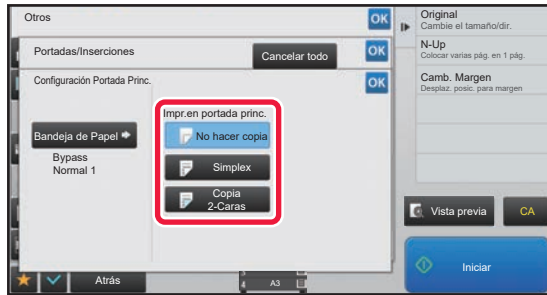 Otros
OK
Portadas/Inserciones
Cancelar todo
OK
Configuración Portada Princ.
OK
Impr.en portada princ.
Bandeja de Papel
Bypass
Normal 1
No hacer copia
Simplex
Copia
2-Caras
Atrás
A3
Original
Cambie el tamaño/dir.
N-Up
Colocar varias pág. en 1 pág.
Camb. Margen
Desplaz. posic. para margen
Vista previa
CA
Iniciar